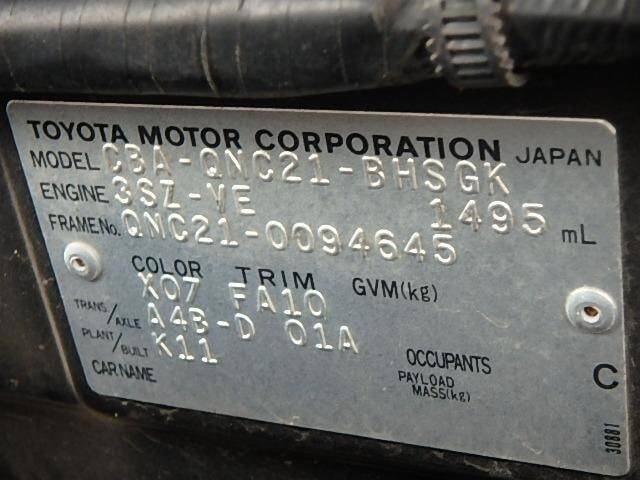 TOYOTA MOTOR CORPORATION JAPAN
MODEL CBA-QNC21-BHSGK
ENGINE 3SZ-VE 1495 mL
FRAME No. QNC21-0094645
COLOR TRIM GVM(kg)
X07 FA10
TRANS/AXLE A4B-D 01A
PLANT/BUILT K11
CAR NAME
OCCUPANTS
PAYLOAD MASS(kg)
C
30881